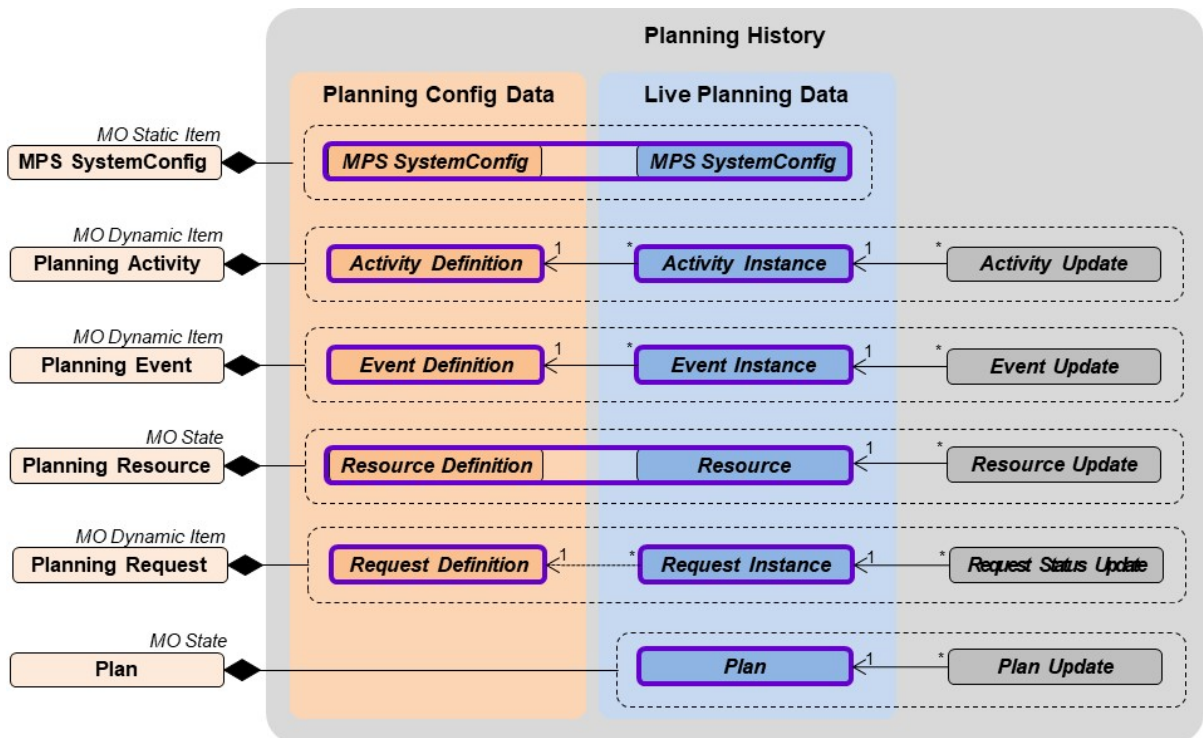 Planning History
Planning Config Data
Live Planning Data
MO Static Item
MPS SystemConfig
MPS SystemConfig
MPS SystemConfig
MO Dynamic Item
Planning Activity
Activity Definition
1
*
Activity Instance
1
*
Activity Update
MO Dynamic Item
Planning Event
Event Definition
1
*
Event Instance
1
*
Event Update
MO State
Planning Resource
Resource Definition
Resource
1
*
Resource Update
MO Dynamic Item
Planning Request
Request Definition
1
*
Request Instance
1
*
Request Status Update
MO State
Plan
Plan
1
*
Plan Update